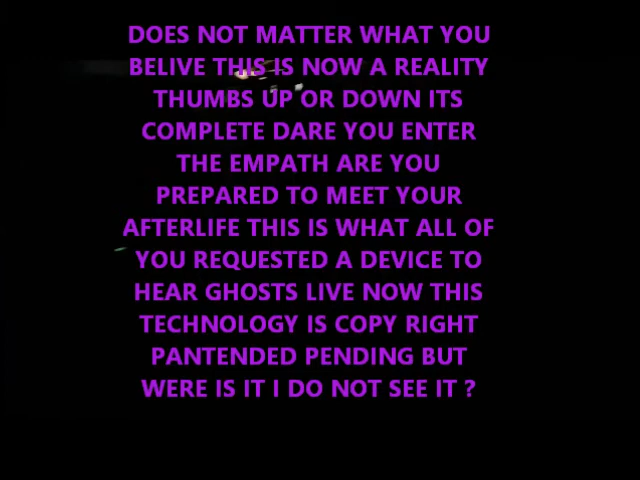 DOES NOT MATTER WHAT YOU
BELIVE THIS IS NOW A REALITY
THUMBS UP OR DOWN ITS
COMPLETE DARE YOU ENTER
THE EMPATH ARE YOU
PREPARED TO MEET YOUR
AFTERLIFE THIS IS WHAT ALL OF
YOU REQUESTED A DEVICE TO
HEAR GHOSTS LIVE NOW THIS
TECHNOLOGY IS COPY RIGHT
PANTENDED PENDING BUT
WERE IS IT I DO NOT SEE IT ?